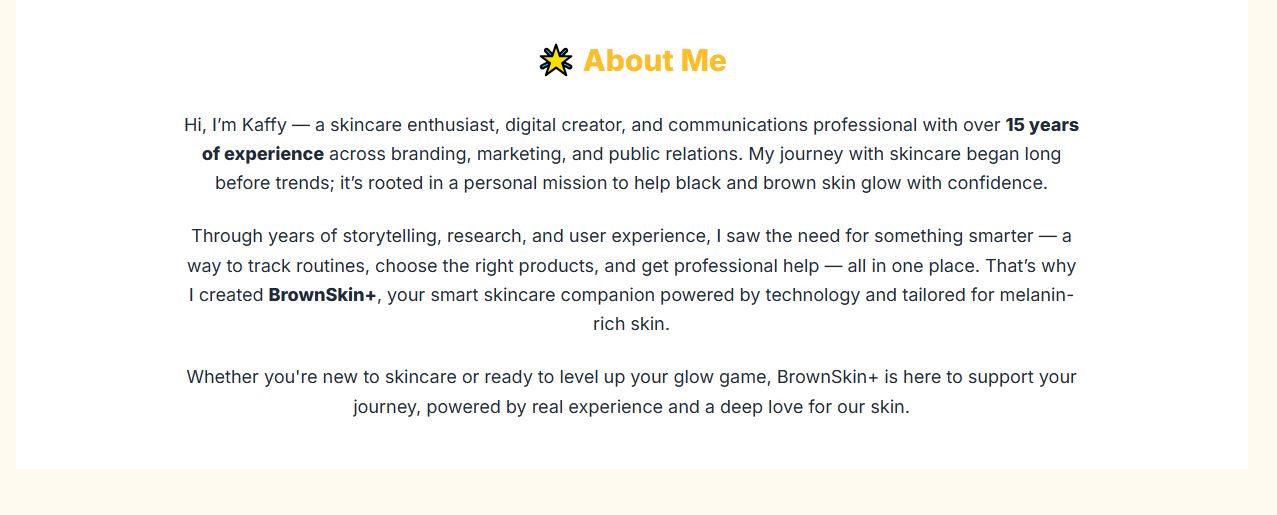 About Me
Hi, I’m Kaffy — a skincare enthusiast, digital creator, and communications professional with over 15 years
of experience across branding, marketing, and public relations. My journey with skincare began long
before trends; it’s rooted in a personal mission to help black and brown skin glow with confidence.
Through years of storytelling, research, and user experience, I saw the need for something smarter — a
way to track routines, choose the right products, and get professional help — all in one place. That’s why
I created BrownSkin+, your smart skincare companion powered by technology and tailored for melanin-
rich skin.
Whether you're new to skincare or ready to level up your glow game, BrownSkin+ is here to support your
journey, powered by real experience and a deep love for our skin.